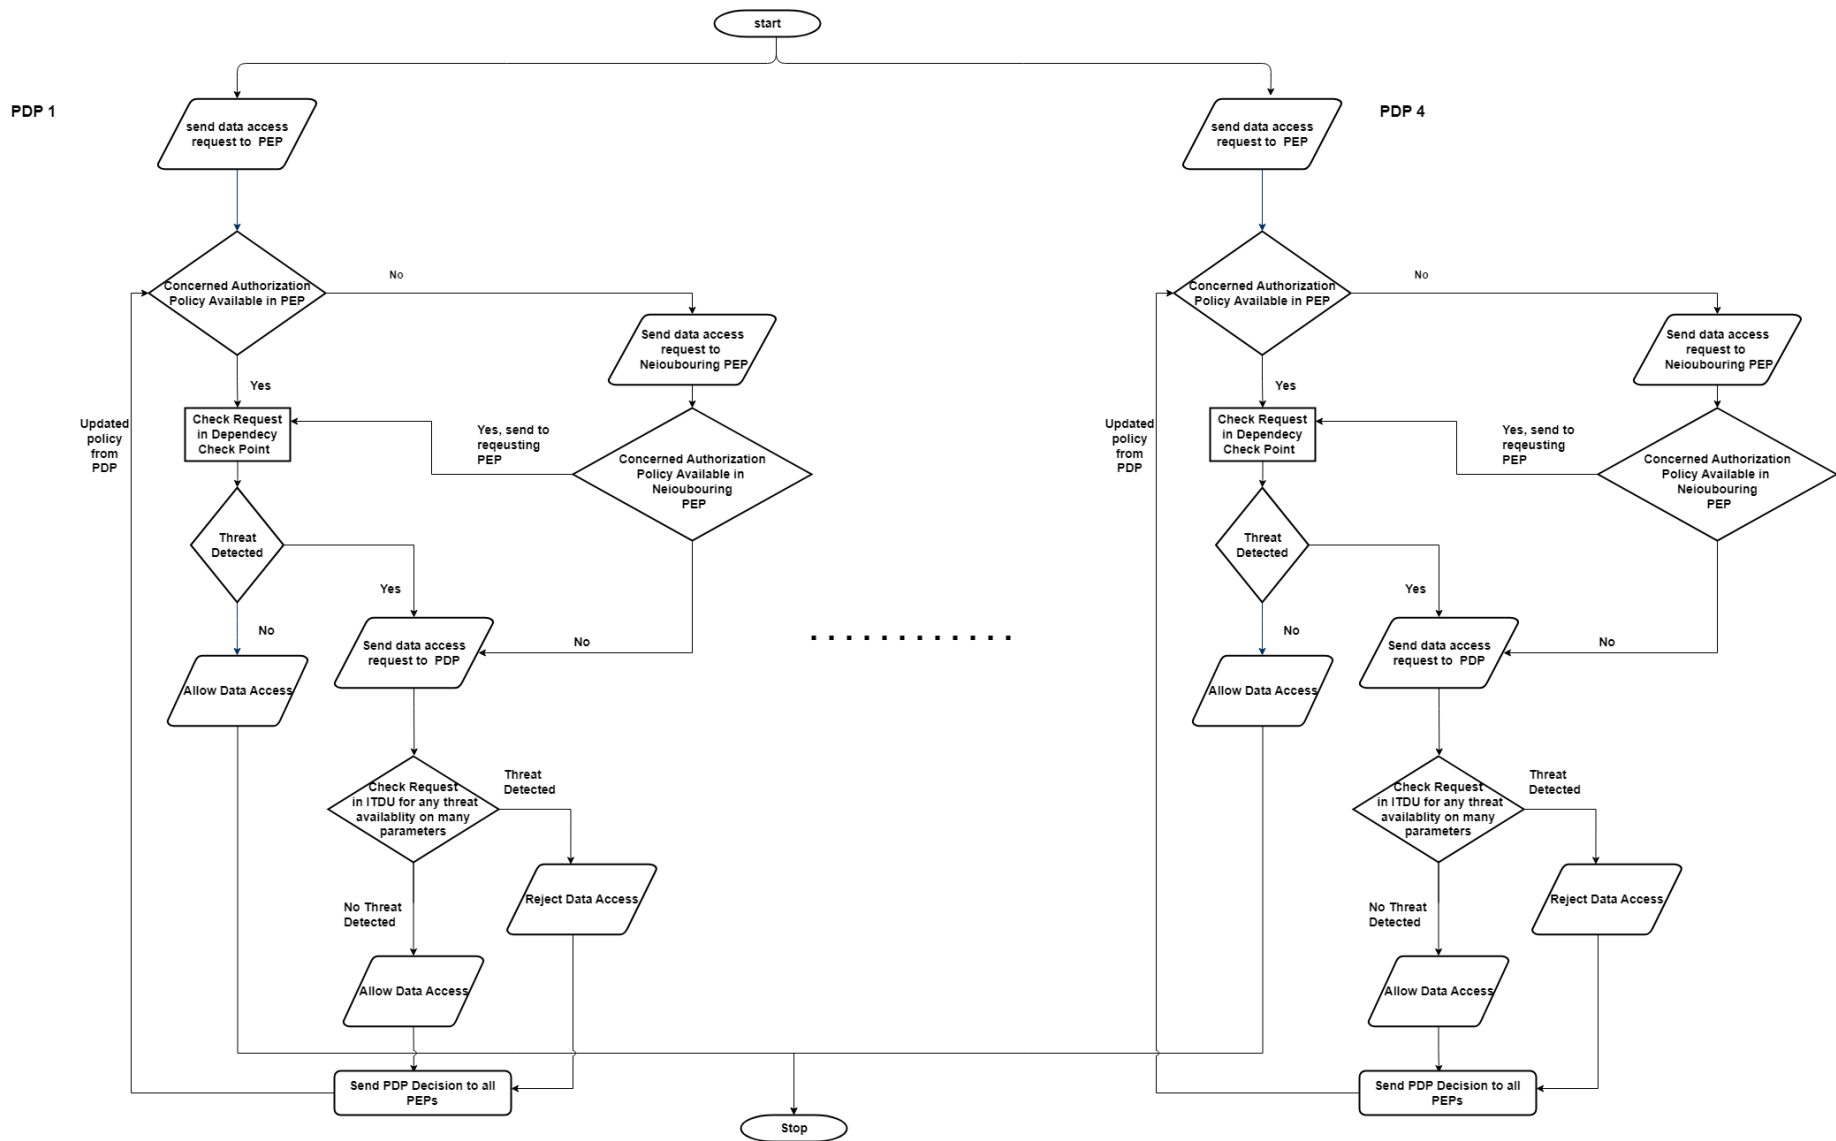 start
PDP 1
send data access
request to PEP
Concerned Authorization
Policy Available in PEP
No
Send data access
request to
Neioubouring PEP
Yes
Updated
policy
from
PDP
Check Request
in Dependecy
Check Point
Yes, send to
reqeusting
PEP
Concerned Authorization
Policy Available in
Neioubouring
PEP
Threat
Detected
Yes
No
Send data access
request to PDP
No
Allow Data Access
Check Request
in ITDU for any threat
availablity on many
parameters
Threat
Detected
No Threat
Detected
Reject Data Access
Allow Data Access
Send PDP Decision to all
PEPs
............
PDP 4
send data access
request to PEP
Concerned Authorization
Policy Available in PEP
No
Send data access
request to
Neioubouring PEP
Yes
Updated
policy
from
PDP
Check Request
in Dependecy
Check Point
Yes, send to
reqeusting
PEP
Concerned Authorization
Policy Available in
Neioubouring
PEP
Threat
Detected
Yes
No
Send data access
request to PDP
No
Allow Data Access
Check Request
in ITDU for any threat
availablity on many
parameters
Threat
Detected
No Threat
Detected
Reject Data Access
Allow Data Access
Send PDP Decision to all
PEPs
Stop